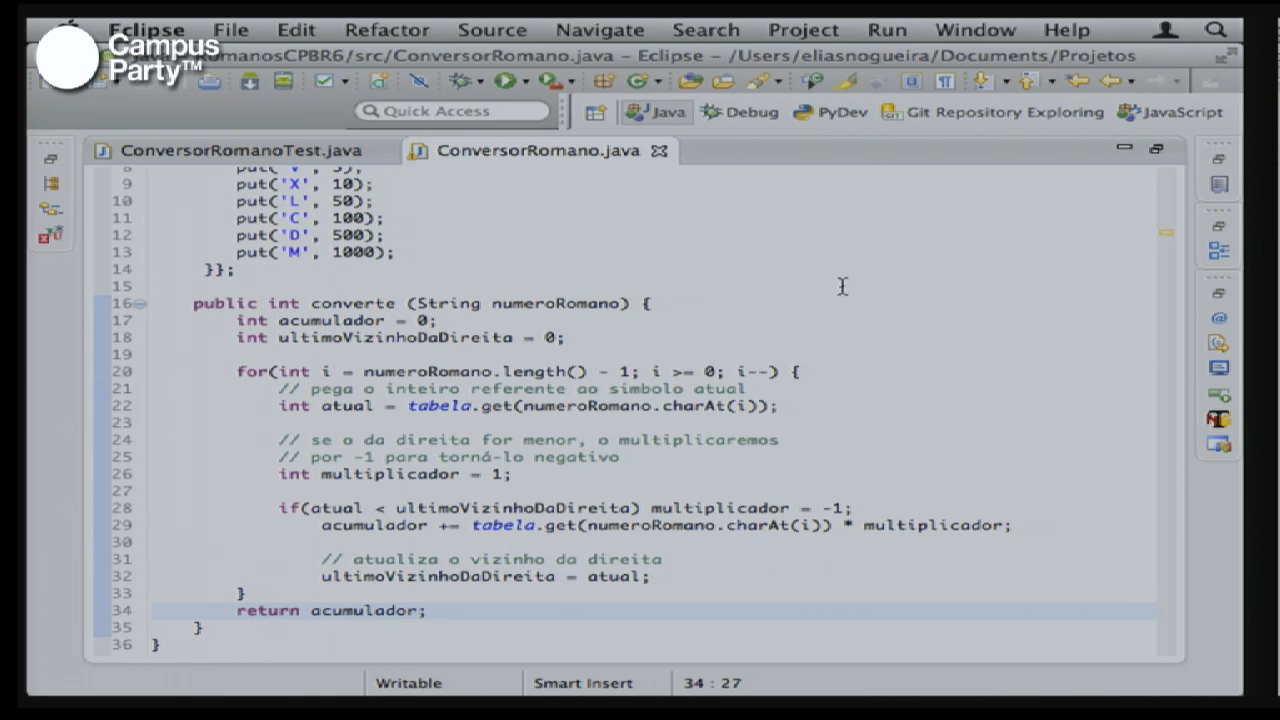 Campus
Party™
Eclipse File Edit Refactor Source Navigate Search Project Run Window Help
manosCPBR6/src/ConversorRomano.java - Eclipse - /Users/eliasnogueira/Documents/Projetos
Quick Access
Java Debug PyDev Git Repository Exploring JavaScript
ConversorRomanoTest.java ConversorRomano.java
8 put('V', 5);
9 put('X', 10);
10 put('L', 50);
11 put('C', 100);
12 put('D', 500);
13 put('M', 1000);
14 }};
15
16 public int converte (String numeroRomano) {
17 int acumulador = 0;
18 int ultimoVizinhoDaDireita = 0;
19
20 for(int i = numeroRomano.length() - 1; i >= 0; i--) {
21 // pega o inteiro referente ao simbolo atual
22 int atual = tabela.get(numeroRomano.charAt(i));
23
24 // se o da direita for menor, o multiplicaremos
25 // por -1 para torná-lo negativo
26 int multiplicador = 1;
27
28 if(atual < ultimoVizinhoDaDireita) multiplicador = -1;
29 acumulador += tabela.get(numeroRomano.charAt(i)) * multiplicador;
30
31 // atualiza o vizinho da direita
32 ultimoVizinhoDaDireita = atual;
33 }
34 return acumulador;
35 }
36 }
Writable Smart Insert 34 : 27